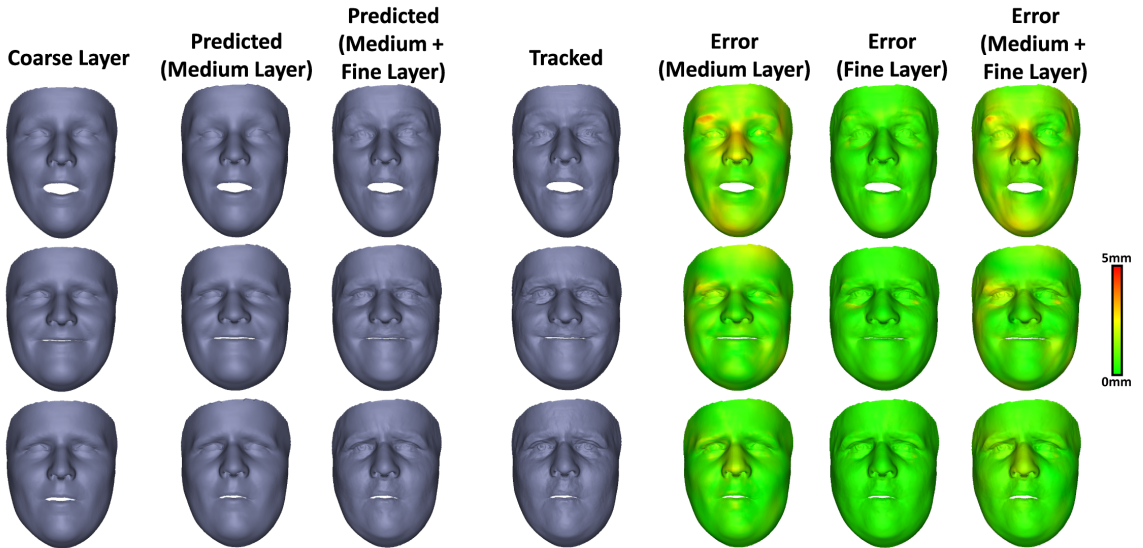 Coarse Layer
Predicted
(Medium Layer)
Predicted
(Medium +
Fine Layer)
Tracked
Error
(Medium Layer)
Error
(Fine Layer)
Error
(Medium +
Fine Layer)
5mm
0mm